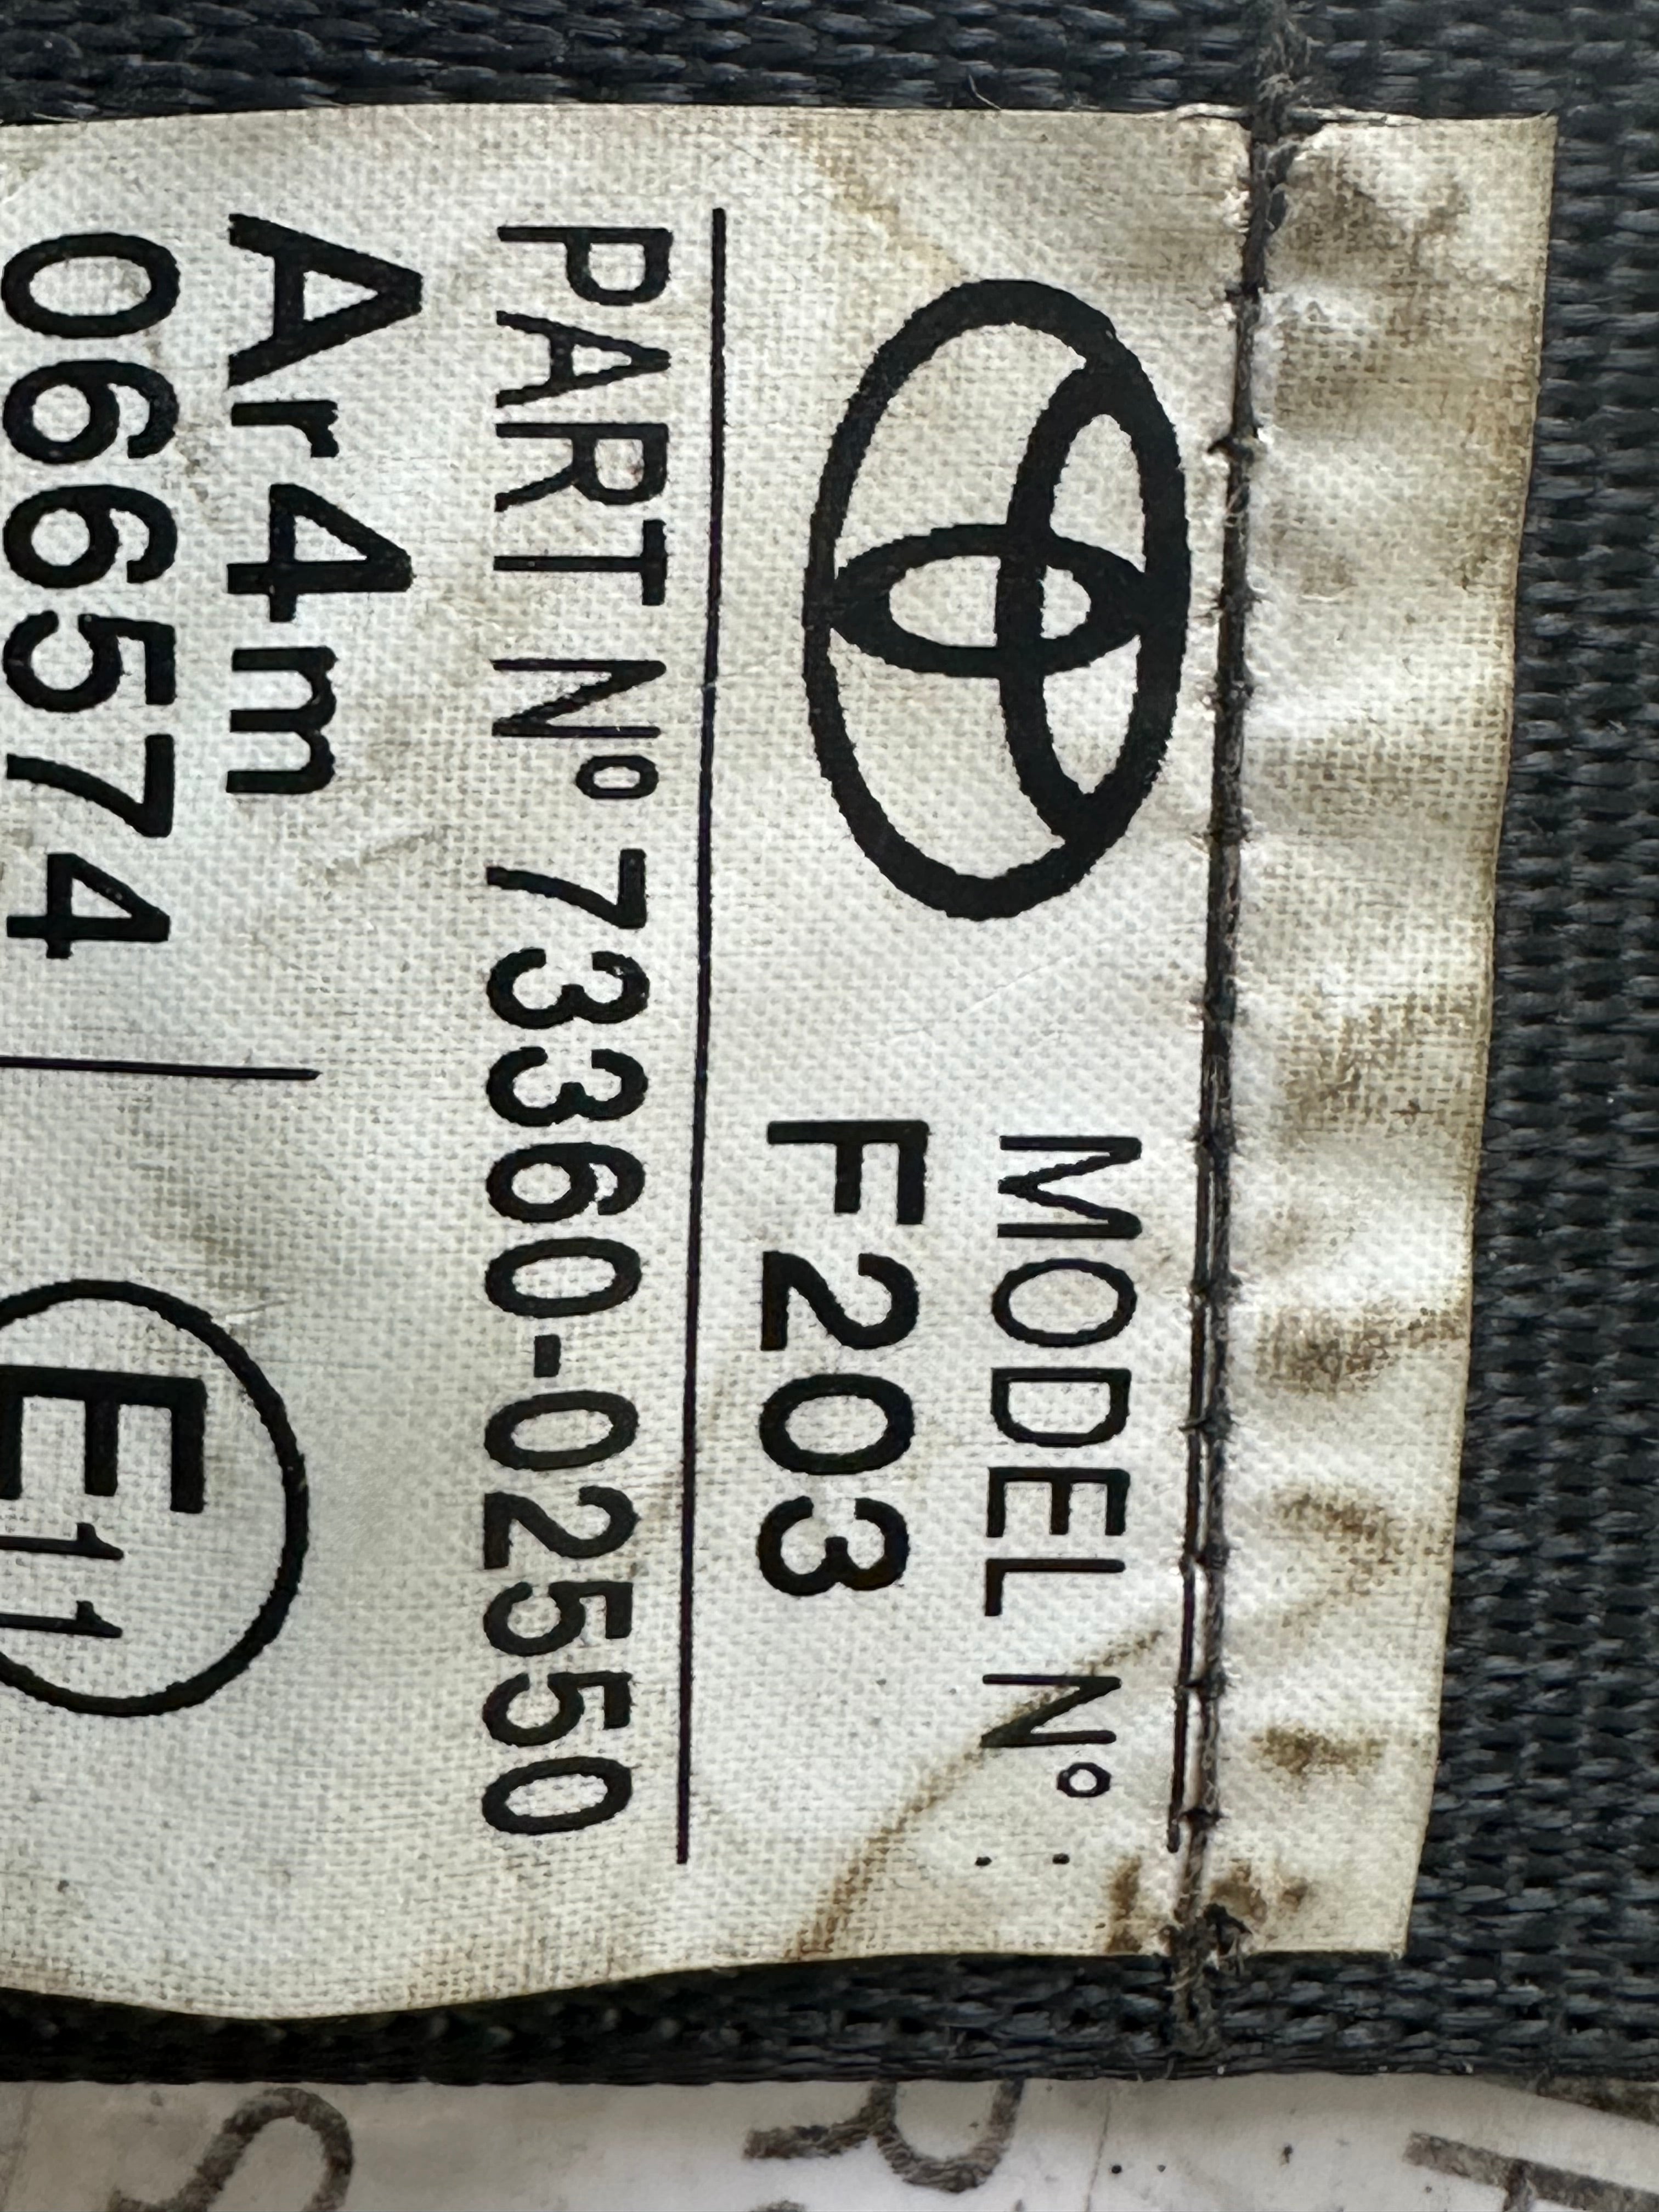 MODEL Nº :
F203
PART Nº 73360-02550
Ar4m
066574
E11